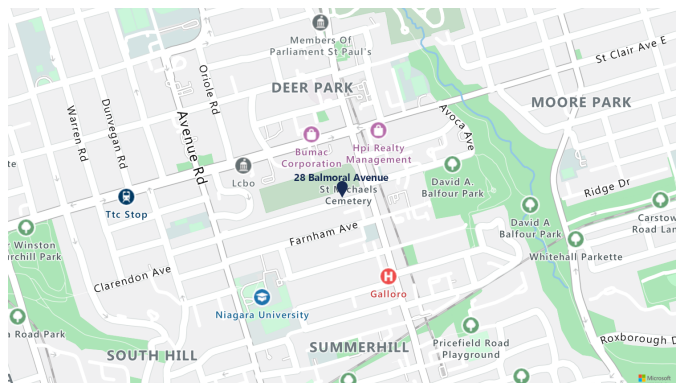 Members Of
Parliament St Paul's
St Clair Ave E
Oriole Rd
DEER PARK
MOORE PARK
Warren Rd
Dunvegan Rd
Avenue Rd
Avoca Ave
Bumac
Corporation
Hpi Realty
Management
te
Lcbo
28 Balmoral Avenue
St Michaels
Cemetery
David A.
Balfour Park
Ridge Dr
Ttc Stop
David A
Balfour Park
Carstow
Road Lan
r Winston
urchill Park
Farnham Ave
Whitehall Parkette
Clarendon Ave
Galloro
Niagara University
a Road Park
Pricefield Road
Playground
Roxborough D
SOUTH HILL
SUMMERHILL
Microsoft